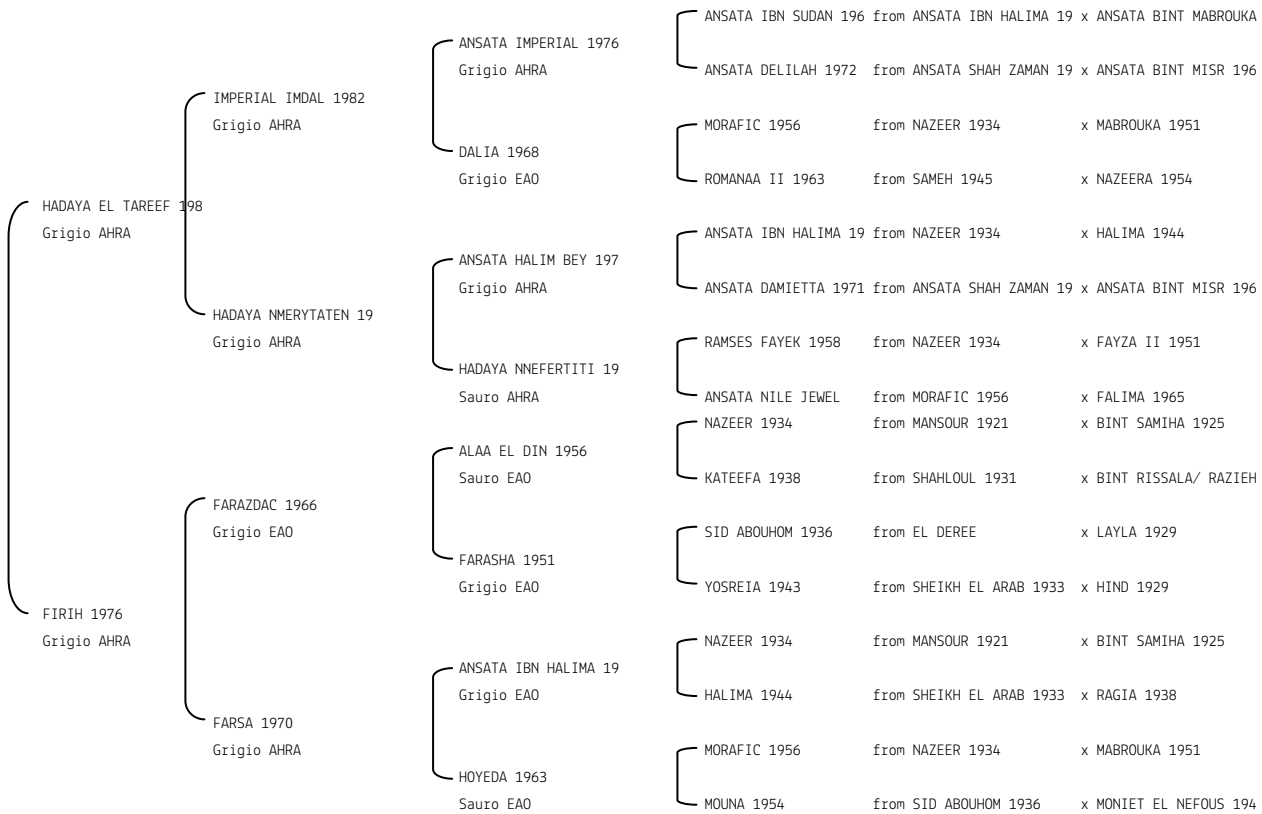 ANSATA IBN SUDAN 196 from ANSATA IBN HALIMA 19 x ANSATA BINT MABROUKA
ANSATA IMPERIAL 1976
Grigio AHRA
ANSATA DELILAH 1972 from ANSATA SHAH ZAMAN 19 x ANSATA BINT MISR 196
IMPERIAL IMDAL 1982
Grigio AHRA
MORAFIC 1956 from NAZEER 1934 x MABROUKA 1951
DALIA 1968
Grigio EAO
ROMANAA II 1963 from SAMEH 1945 x NAZEERA 1954
HADAYA EL TAREEF 198
Grigio AHRA
ANSATA IBN HALIMA 19 from NAZEER 1934 x HALIMA 1944
ANSATA HALIM BEY 197
Grigio AHRA
ANSATA DAMIETTA 1971 from ANSATA SHAH ZAMAN 19 x ANSATA BINT MISR 196
HADAYA NMERYTATEN 19
Grigio AHRA
RAMSES FAYEK 1958 from NAZEER 1934 x FAYZA II 1951
HADAYA NNEFERTITI 19
Sauro AHRA
ANSATA NILE JEWEL from MORAFIC 1956 x FALIMA 1965
NAZEER 1934 from MANSOUR 1921 x BINT SAMIHA 1925
ALAA EL DIN 1956
Sauro EAO
KATEEFA 1938 from SHAHLOUL 1931 x BINT RISSALA/ RAZIEH
FARAZDAC 1966
Grigio EAO
SID ABOUHOM 1936 from EL DEREE x LAYLA 1929
FARASHA 1951
Grigio EAO
YOSREIA 1943 from SHEIKH EL ARAB 1933 x HIND 1929
FIRIH 1976
Grigio AHRA
NAZEER 1934 from MANSOUR 1921 x BINT SAMIHA 1925
ANSATA IBN HALIMA 19
Grigio EAO
HALIMA 1944 from SHEIKH EL ARAB 1933 x RAGIA 1938
FARSA 1970
Grigio AHRA
MORAFIC 1956 from NAZEER 1934 x MABROUKA 1951
HOYEDA 1963
Sauro EAO
MOUNA 1954 from SID ABOUHOM 1936 x MONIET EL NEFOUS 194